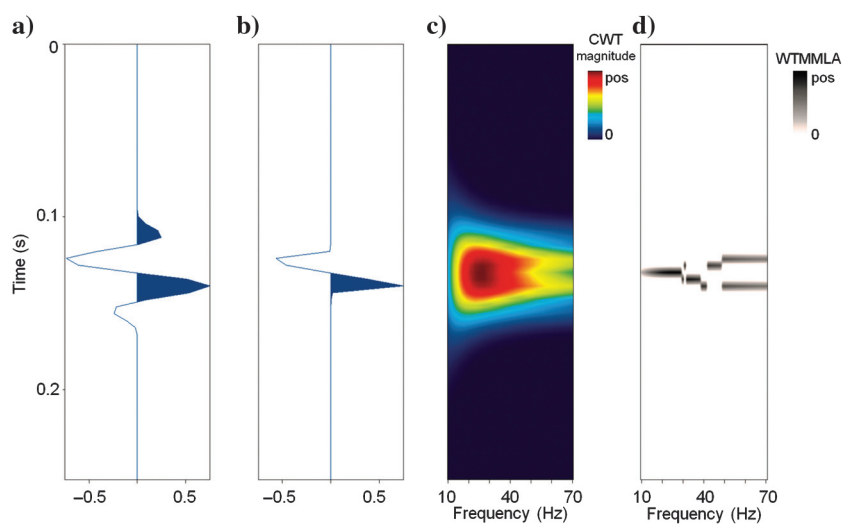 a) b) c) d)
CWT
magnitude
pos
0
WTMMLA
pos
0
0
0.1
0.2
Time (s)
–0.5 0.5
–0.5 0.5
10 40 70
Frequency (Hz)
10 40 70
Frequency (Hz)